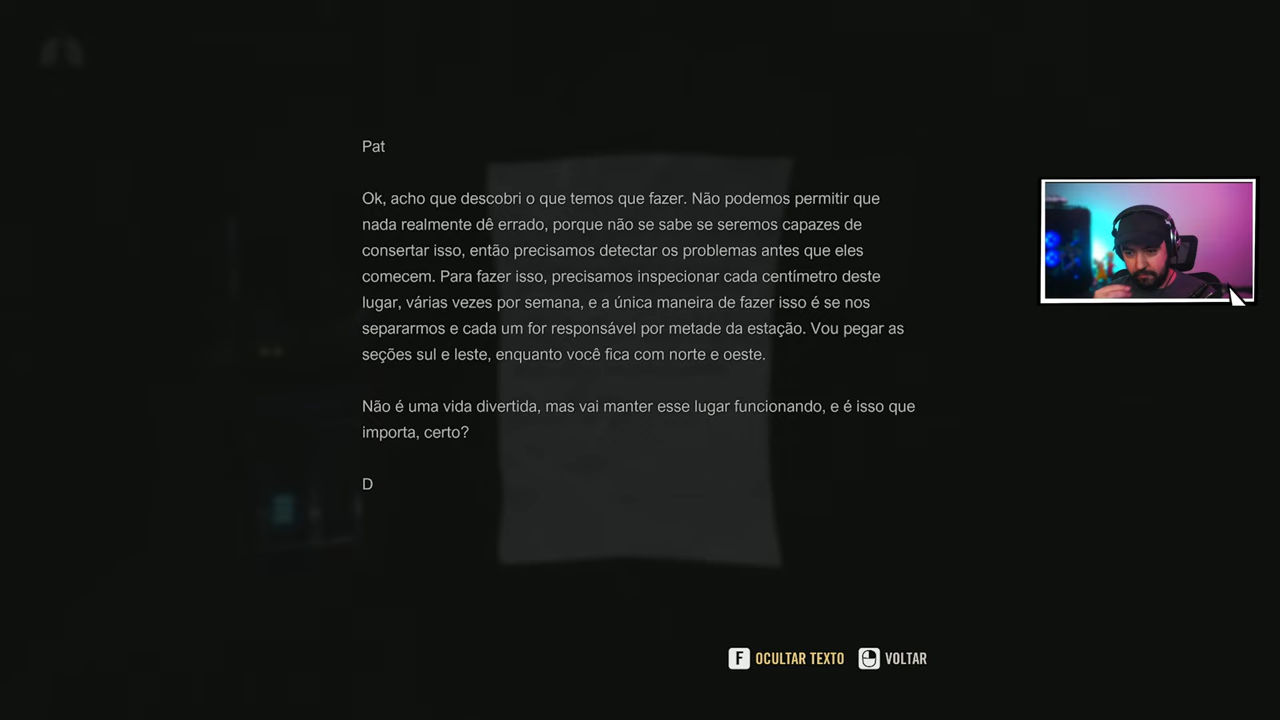 Pat
Ok, acho que descobri o que temos que fazer. Não podemos permitir que
nada realmente dê errado, porque não se sabe se seremos capazes de
consertar isso, então precisamos detectar os problemas antes que eles
comecem. Para fazer isso, precisamos inspecionar cada centímetro deste
lugar, várias vezes por semana, e a única maneira de fazer isso é se nos
separarmos e cada um for responsável por metade da estação. Vou pegar as
seções sul e leste, enquanto você fica com norte e oeste.
Não é uma vida divertida, mas vai manter esse lugar funcionando, e é isso que
importa, certo?
D
F OCULTAR TEXTO VOLTAR